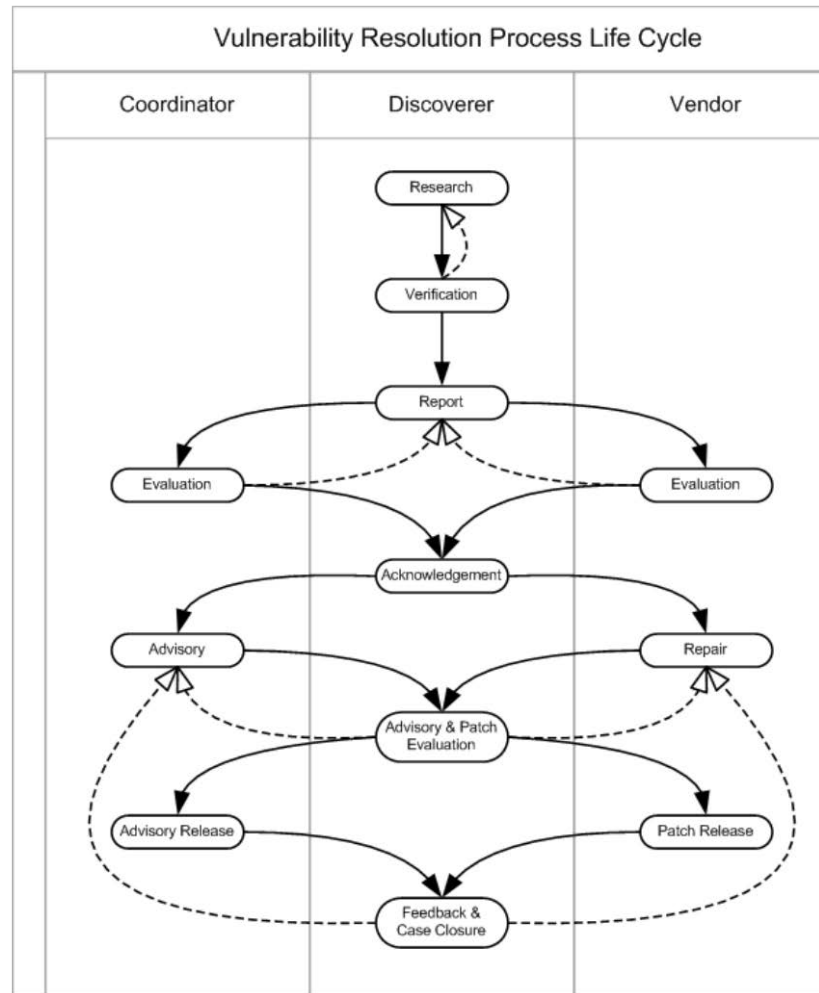 Vulnerability Resolution Process Life Cycle
Coordinator
Discoverer
Vendor
Research
Verification
Report
Evaluation
Evaluation
Acknowledgement
Advisory
Repair
Advisory & Patch
Evaluation
Advisory Release
Patch Release
Feedback &
Case Closure